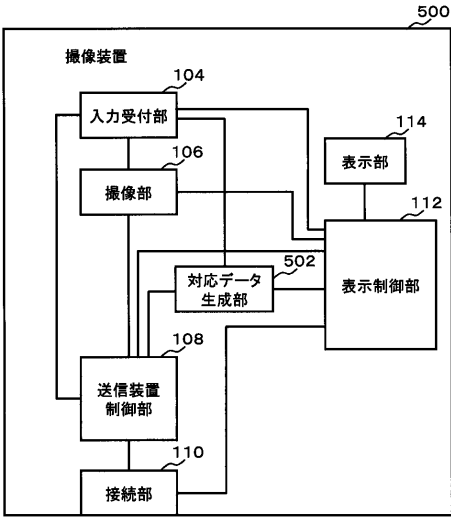 500
撮像装置
104
入力受付部
106
撮像部
114
表示部
112
表示制御部
502
対応データ
生成部
108
送信装置
制御部
110
接続部